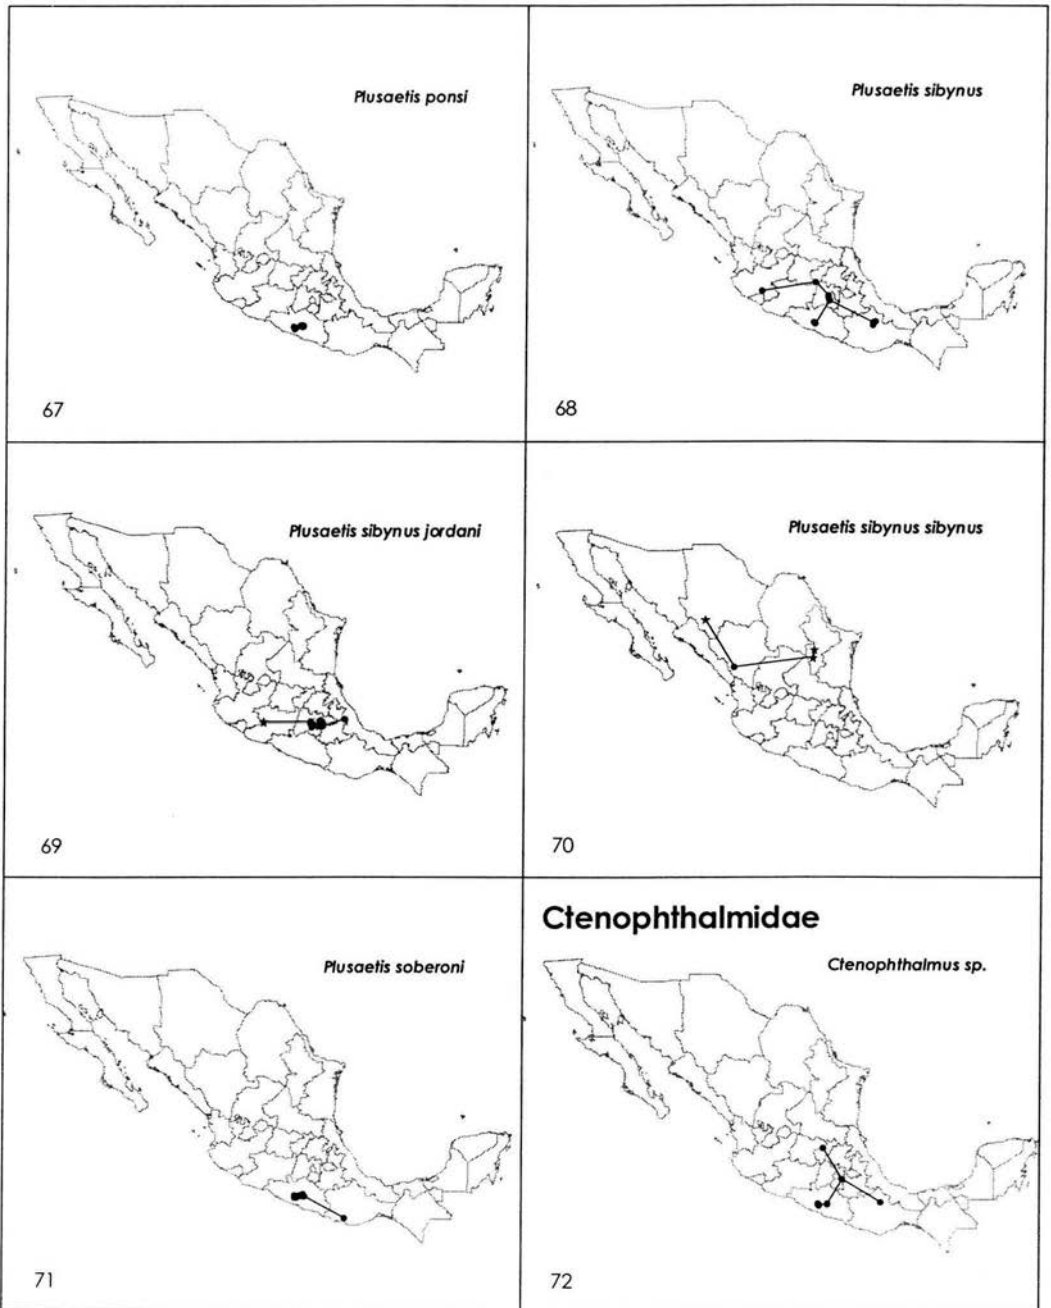 Plusaetis ponsi
67
Plusaetis sibynus
68
Plusaetis sibynus jordani
69
Plusaetis sibynus sibynus
70
Plusaetis soberoni
71
Ctenophthalmidae
Ctenophthalmus sp.
72